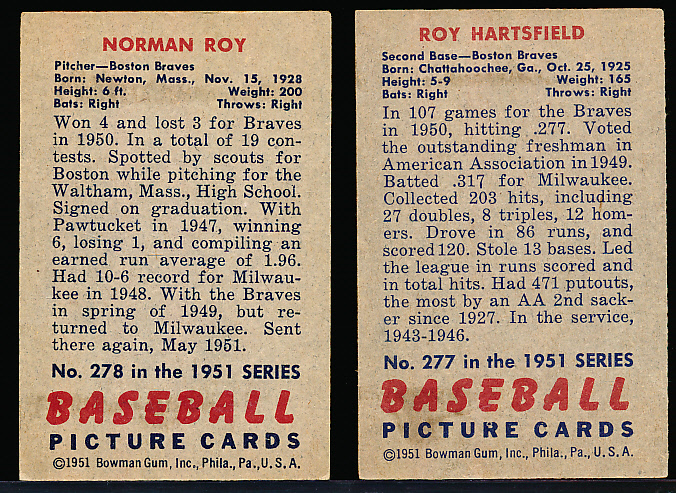 NORMAN ROY
Pitcher—Boston Braves
Born: Newton, Mass., Nov. 15, 1928
Height: 6 ft. Weight: 200
Bats: Right Throws: Right
Won 4 and lost 3 for Braves
in 1950. In a total of 19 con-
tests. Spotted by scouts for
Boston while pitching for the
Waltham, Mass., High School.
Signed on graduation. With
Pawtucket in 1947, winning
6, losing 1, and compiling an
earned run average of 1.96.
Had 10-6 record for Milwau-
kee in 1948. With the Braves
in spring of 1949, but re-
turned to Milwaukee. Sent
there again, May 1951.
No. 278 in the 1951 SERIES
BASEBALL
PICTURE CARDS
©1951 Bowman Gum, Inc., Phila., Pa., U.S.A.
ROY HARTSFIELD
Second Base—Boston Braves
Born: Chattahoochee, Ga., Oct. 25, 1925
Height: 5-9 Weight: 165
Bats: Right Throws: Right
In 107 games for the Braves
in 1950, hitting .277. Voted
the outstanding freshman in
American Association in 1949.
Batted .317 for Milwaukee.
Collected 203 hits, including
27 doubles, 8 triples, 12 hom-
ers. Drove in 86 runs, and
scored 120. Stole 13 bases. Led
the league in runs scored and
in total hits. Had 471 putouts,
the most by an AA 2nd sack-
er since 1927. In the service,
1943-1946.
No. 277 in the 1951 SERIES
BASEBALL
PICTURE CARDS
©1951 Bowman Gum, Inc., Phila., Pa., U.S.A.